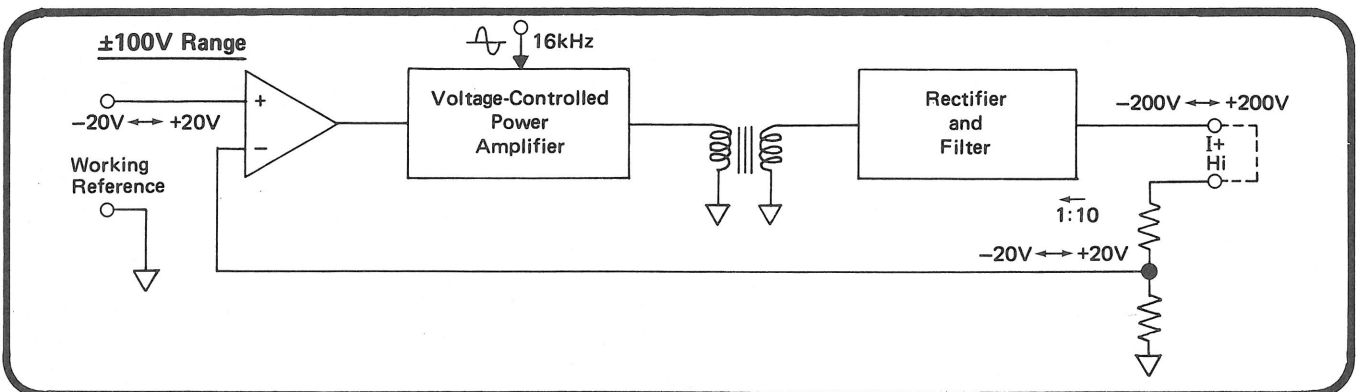 ±100V Range
16kHz
+
−20V ↔ +20V
−
Working
Reference
Voltage-Controlled
Power
Amplifier
Rectifier
and
Filter
−200V ↔ +200V
I+
Hi
←
1:10
−20V ↔ +20V